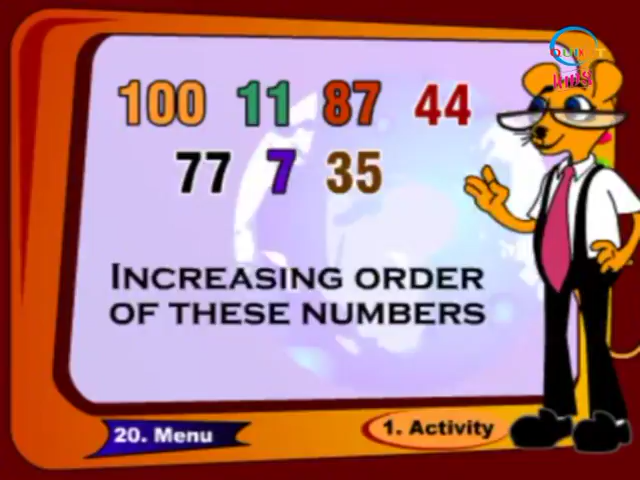 100 11 87 44
77 7 35
INCREASING ORDER
OF THESE NUMBERS
20. Menu
1. Activity